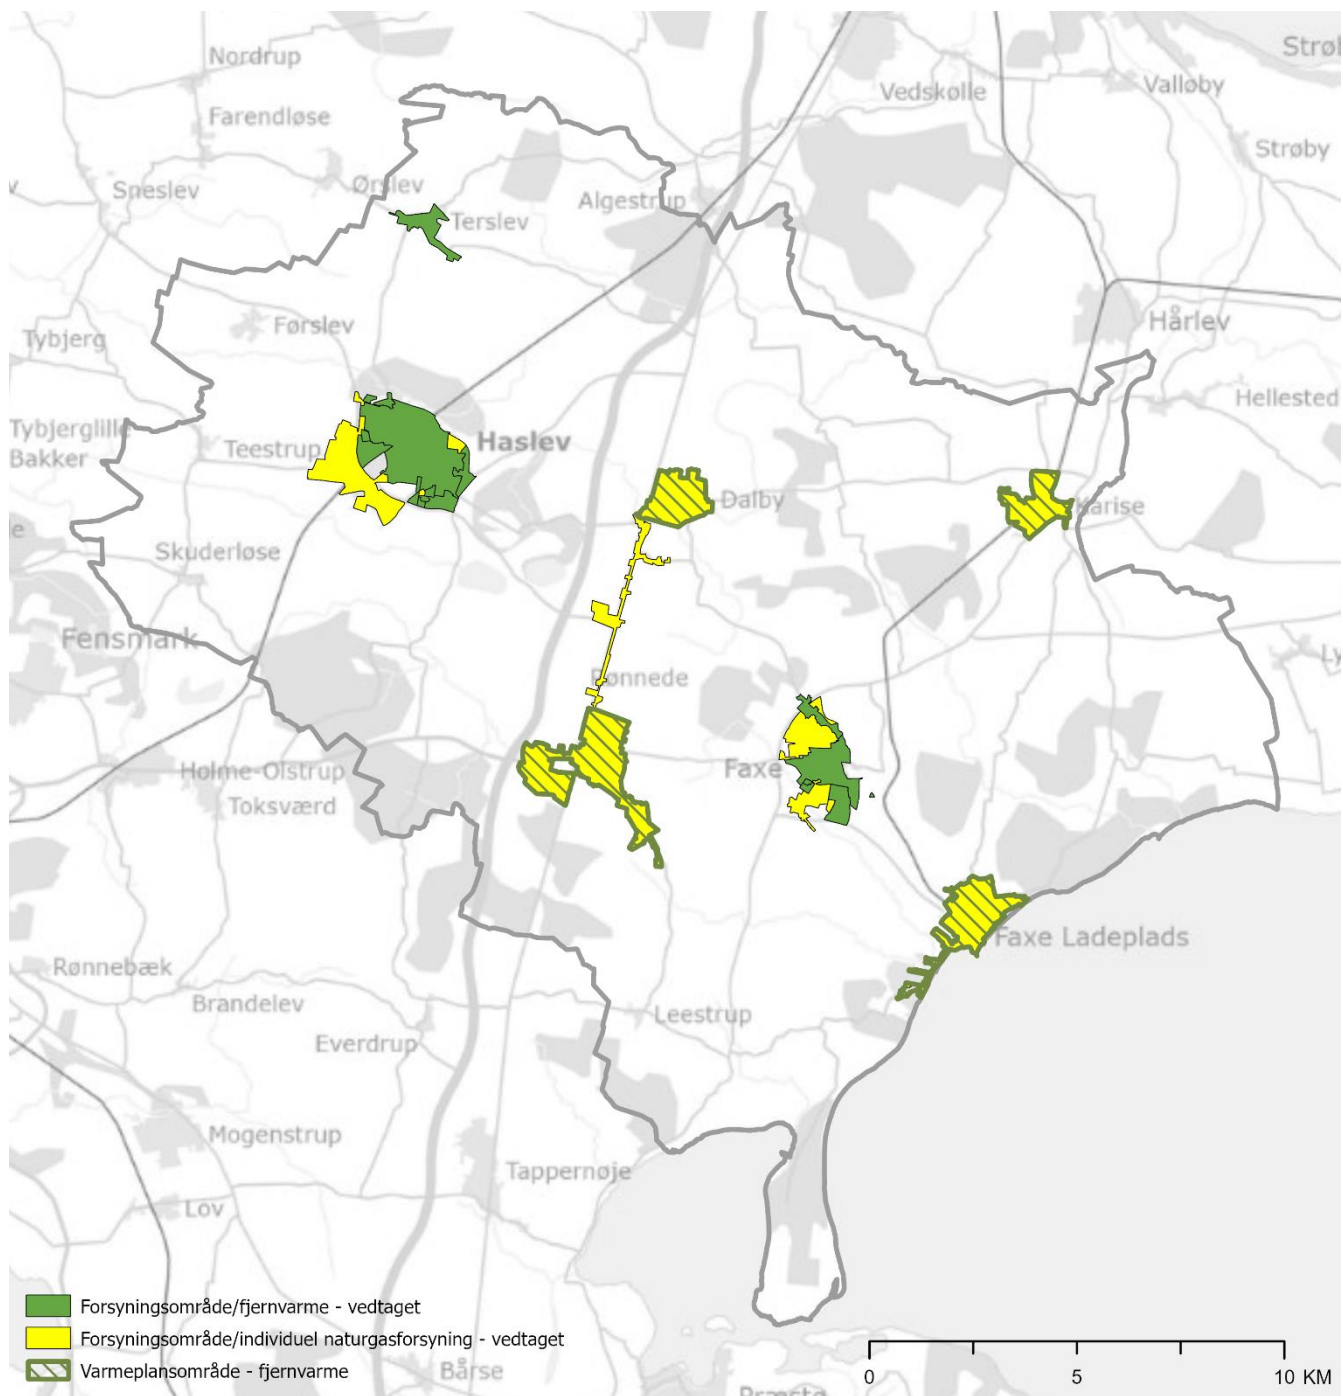 Nordrup
Strøb
Vedskølle
Valløby
Farendløse
Strøby
Sneslev
Ørslev
Algestrup
Terslev
Førslev
Hårlev
Tybjerg
Hellested
Tybjerglille
Bakker
Teestrup
Haslev
Dalby
Karise
Skuderløse
Fensmark
Ly
Rønnede
Holme-Olstrup
Faxe
Toksværd
Faxe Ladeplads
Rønnebæk
Brandelev
Leestrup
Everdrup
Mogenstrup
Tappernøje
Lov
Forsyningsområde/fjernvarme - vedtaget
Forsyningsområde/individuel naturgasforsyning - vedtaget
Varmeplansområde - fjernvarme
Bårse
0 5 10 KM